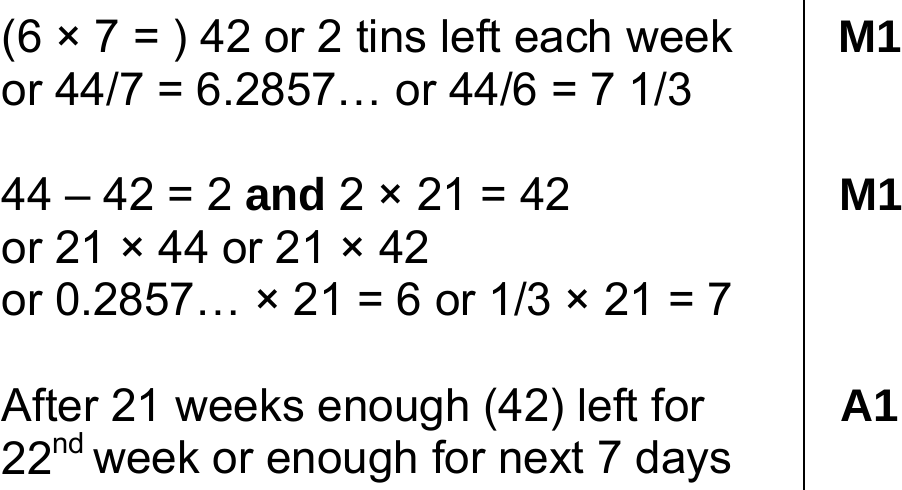 (6 × 7 = ) 42 or 2 tins left each week M1
or 44/7 = 6.2857… or 44/6 = 7 1/3
44 – 42 = 2 and 2 × 21 = 42 M1
or 21 × 44 or 21 × 42
or 0.2857… × 21 = 6 or 1/3 × 21 = 7
After 21 weeks enough (42) left for A1
22nd week or enough for next 7 days